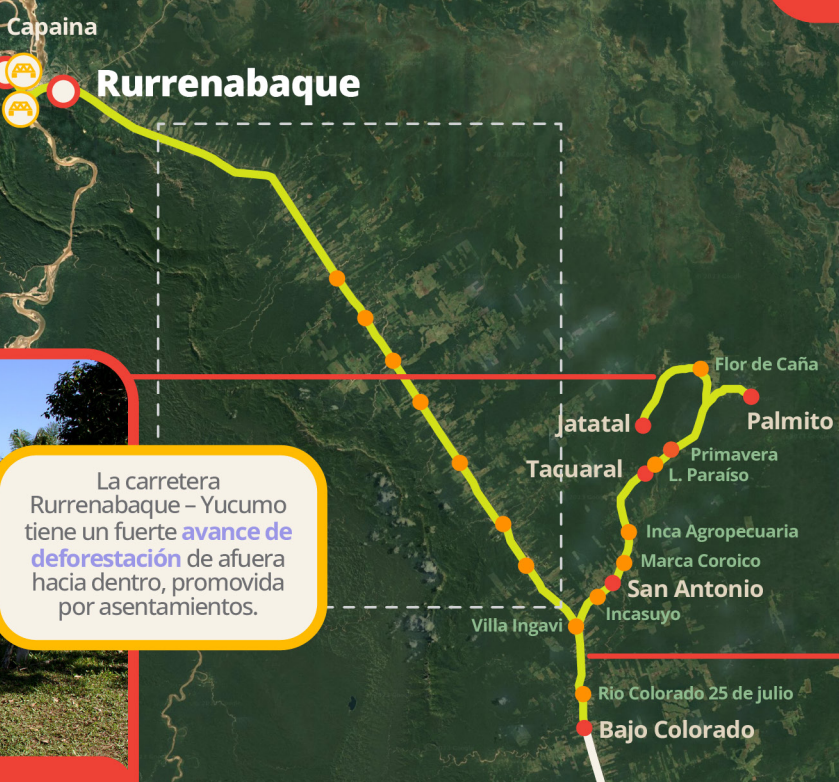 Capaina
Rurrenabaque
Flor de Caña
Jatatal
Palmito
Primavera
Tacuaral
L. Paraíso
Inca Agropecuaria
Marca Coroico
San Antonio
Incasuyo
Villa Ingavi
Rio Colorado 25 de julio
Bajo Colorado
La carretera
Rurrenabaque – Yucumo
tiene un fuerte avance de
deforestación de afuera
hacia dentro, promovida
por asentamientos.